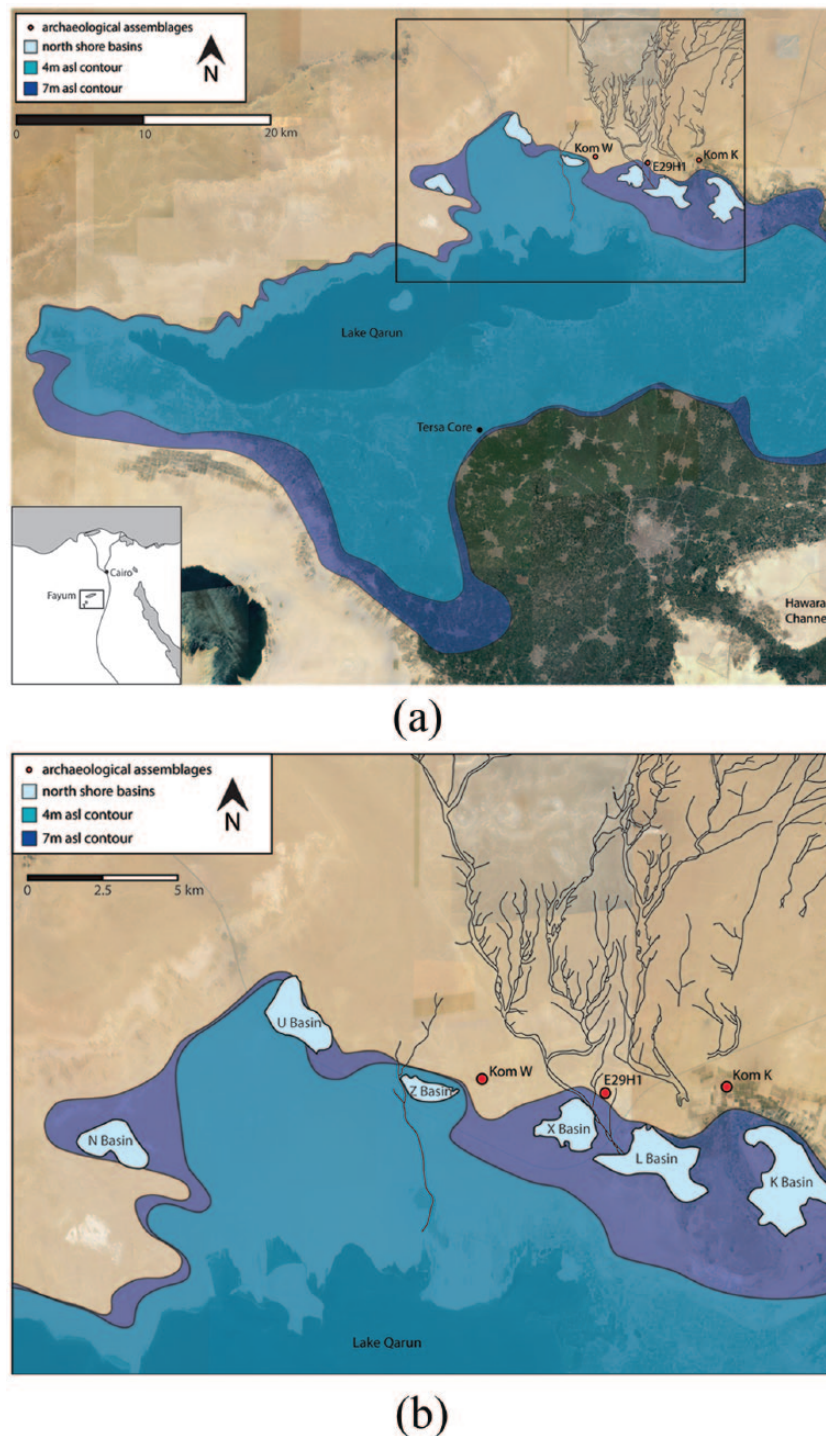 archaeological assemblages
north shore basins
4m asl contour
7m asl contour
N
0 10 20 km
Kom W
E29H1
Kom K
Lake Qarun
Tersa Core
Cairo
Fayum
Hawara
Channel
(a)
archaeological assemblages
north shore basins
4m asl contour
7m asl contour
N
0 2.5 5 km
U Basin
Kom W
Z Basin
E29H1
Kom K
N Basin
X Basin
L Basin
K Basin
Lake Qarun
(b)